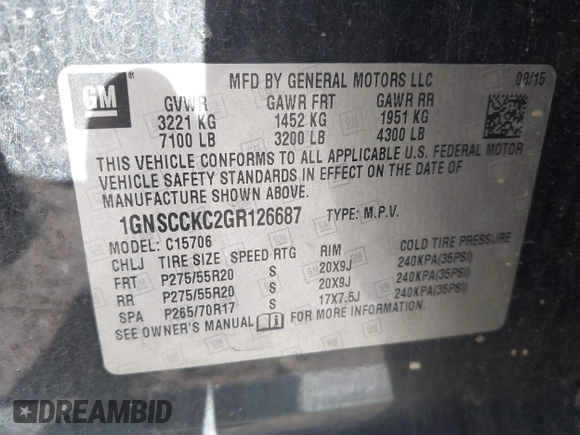 GM ® MFD BY GENERAL MOTORS LLC 08/15
GVWR GAWR FRT GAWR RR
3221 KG 1452 KG 1951 KG
7100 LB 3200 LB 4300 LB
THIS VEHICLE CONFORMS TO ALL APPLICABLE U.S. FEDERAL MOTOR
VEHICLE SAFETY STANDARDS IN EFFECT ON THE DATE OF
MANUFACTURE SHOWN ABOVE.
1GNSCCKC2GR126687 TYPE: M.P.V.
MODEL: C15706
CHLJ TIRE SIZE SPEED RTG RIM COLD TIRE PRESSURE
FRT P275/55R20 S 20X9J 240KPA(35PSI)
RR P275/55R20 S 20X9J 240KPA(35PSI)
SPA P265/70R17 S 17X7.5J 240KPA(35PSI)
SEE OWNER'S MANUAL FOR MORE INFORMATION.
DREAMBID